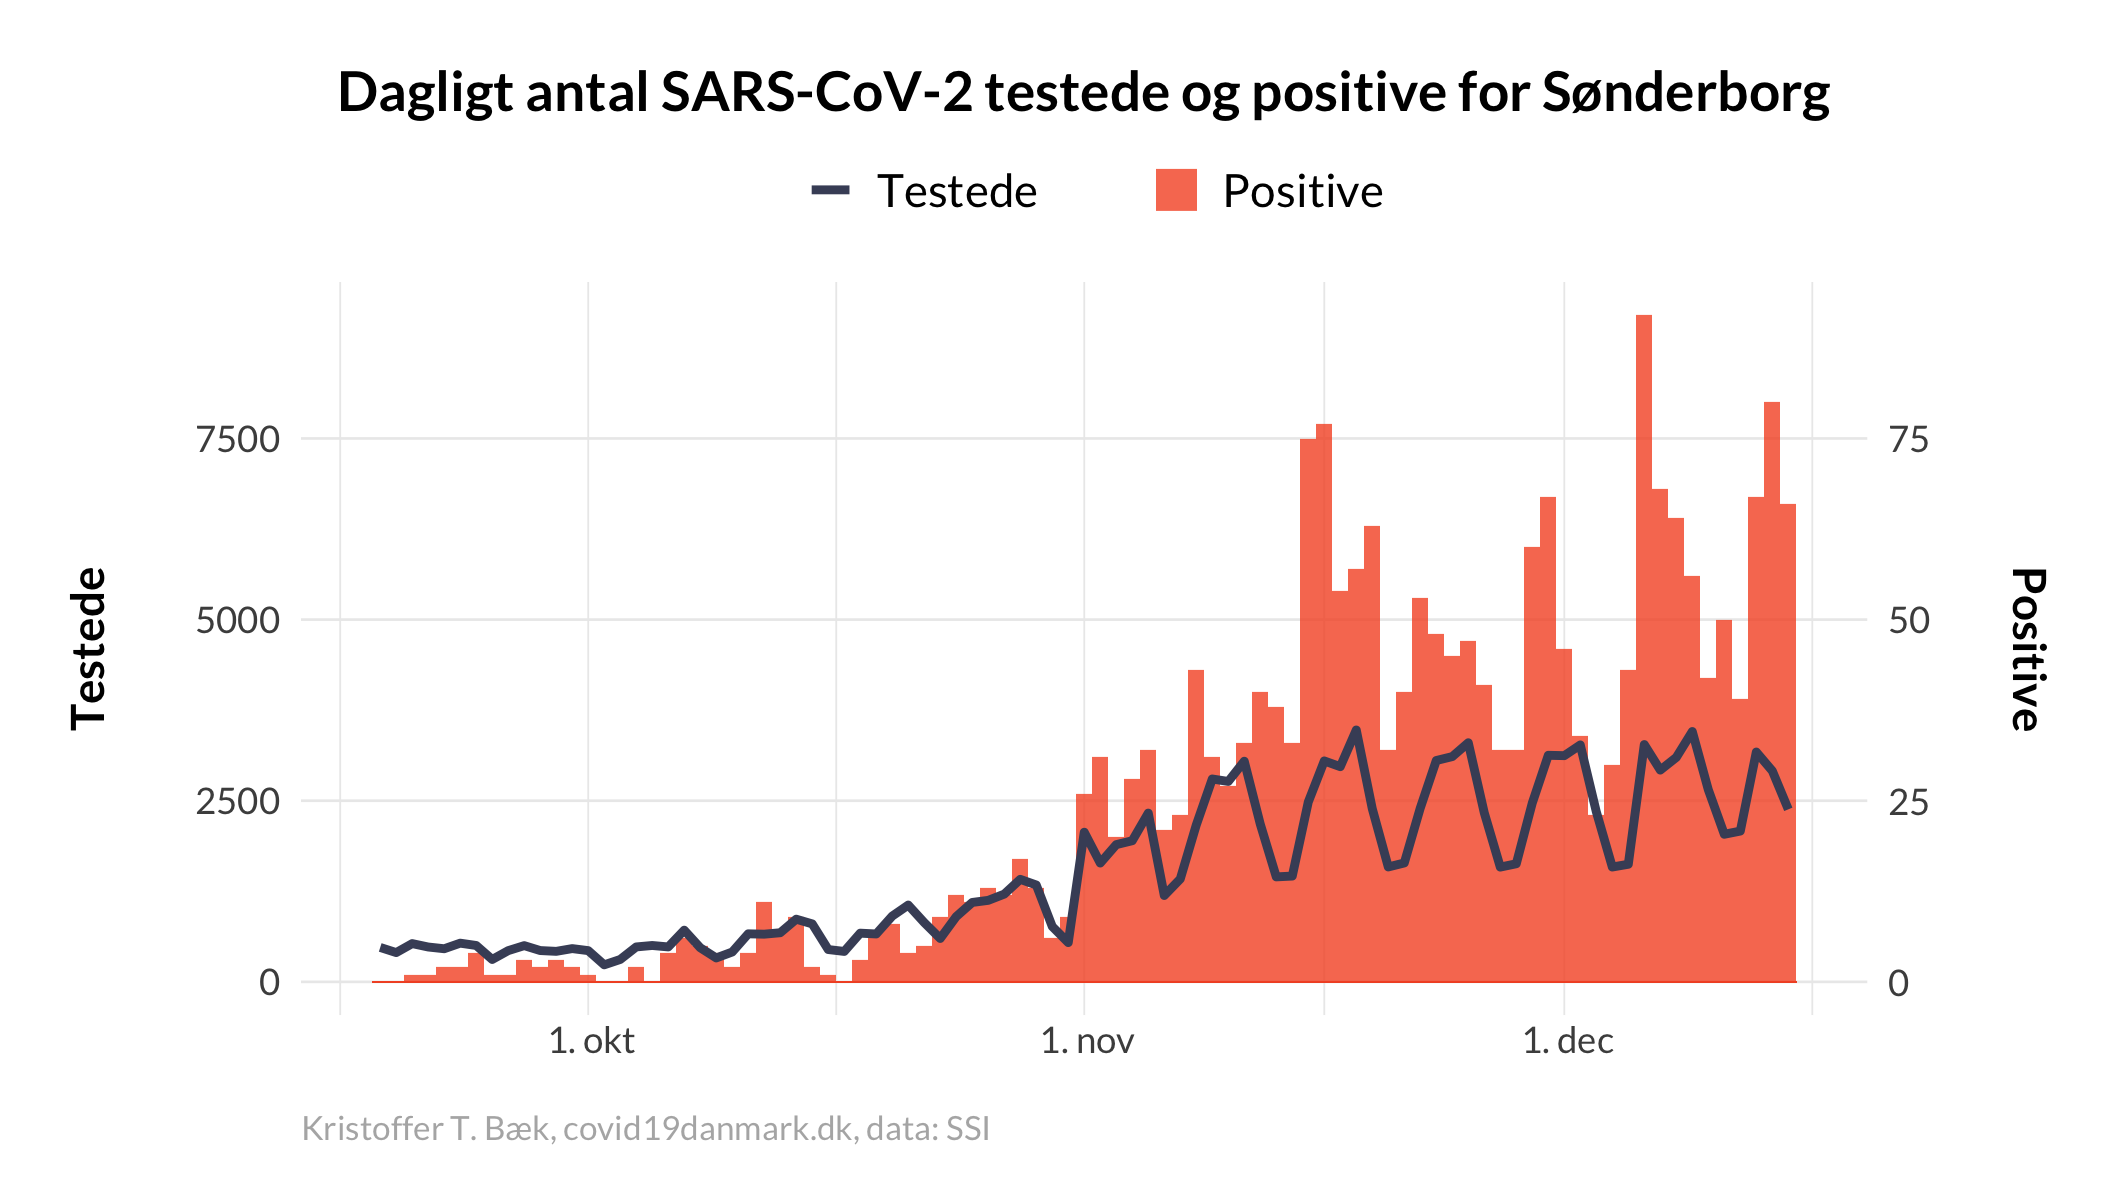 Dagligt antal SARS-CoV-2 testede og positive for Sønderborg
Testede
Positive
Testede
7500
5000
2500
0
75
50
25
0
Positive
1. okt
1. nov
1. dec
Kristoffer T. Bæk, covid19danmark.dk, data: SSI